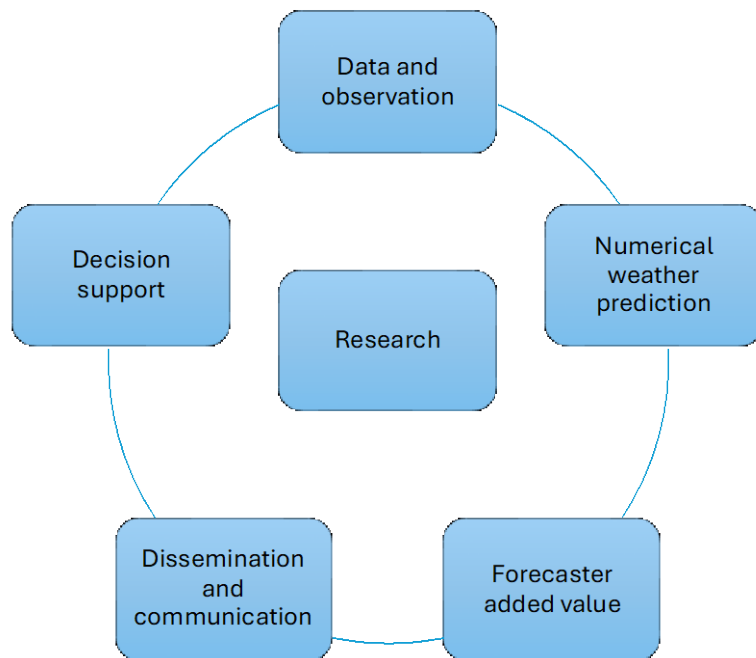 Data and
observation
Numerical
weather
prediction
Decision
support
Research
Forecaster
added value
Dissemination
and
communication